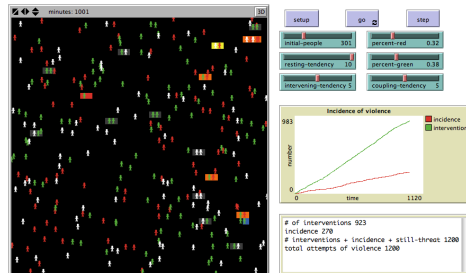 minutes: 1001
3D
setup
go
step
initial-people 301
percent-red 0.32
resting-tendency 10
percent-green 0.38
intervening-tendency 5
coupling-tendency 5
Incidence of violence
983
number
0
0
time
1120
incidence
interventio
# of interventions 923
incidence 270
# interventions + incidence + still-threat 1200
total attempts of violence 1200